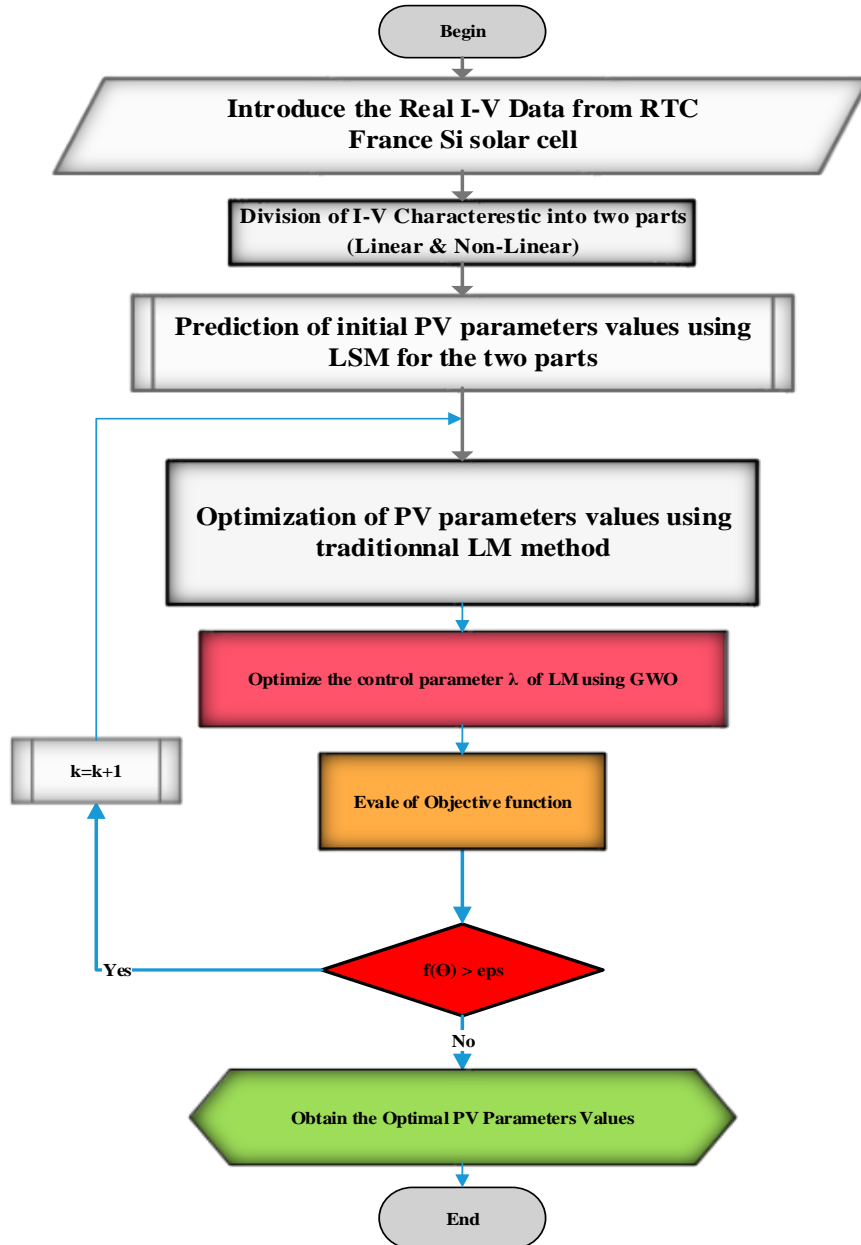 Begin
Introduce the Real I-V Data from RTC
France Si solar cell
Division of I-V Characterestic into two parts
(Linear & Non-Linear)
Prediction of initial PV parameters values using
LSM for the two parts
Optimization of PV parameters values using
traditionnal LM method
Optimize the control parameter λ of LM using GWO
k=k+1
Evale of Objective function
f(Θ) > eps
Yes
No
Obtain the Optimal PV Parameters Values
End